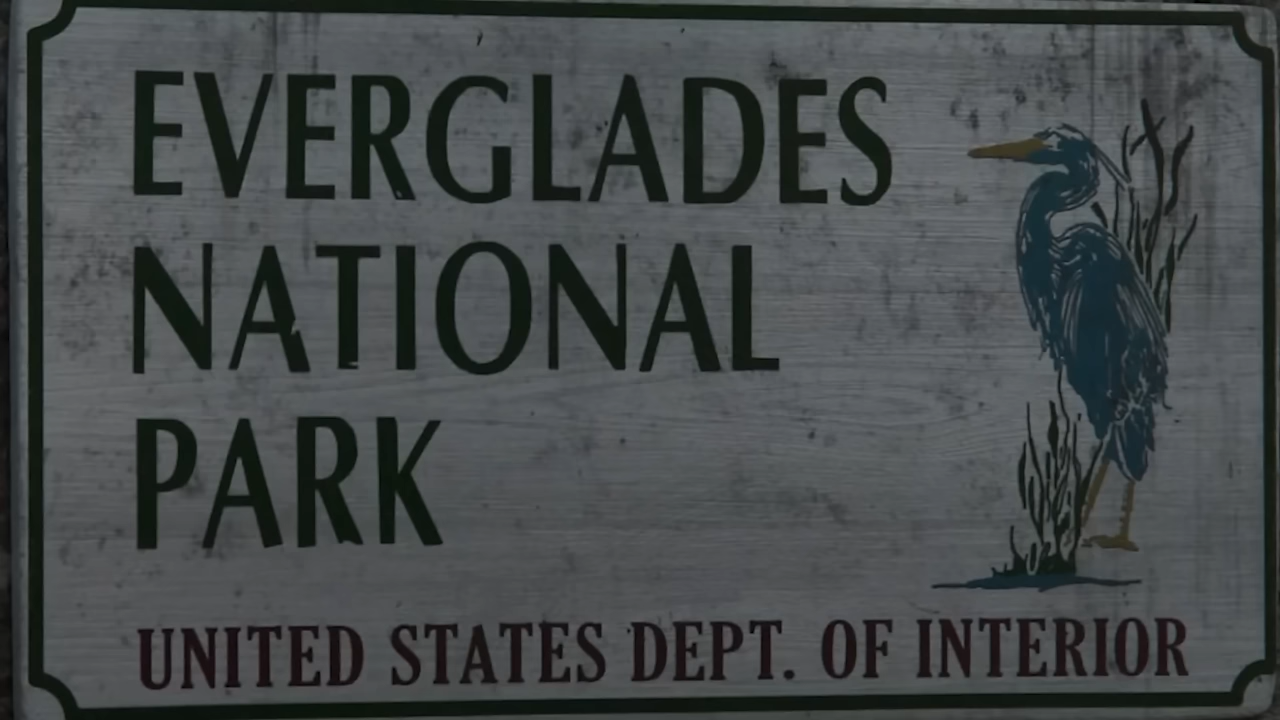 EVERGLADES
NATIONAL
PARK
UNITED STATES DEPT. OF INTERIOR